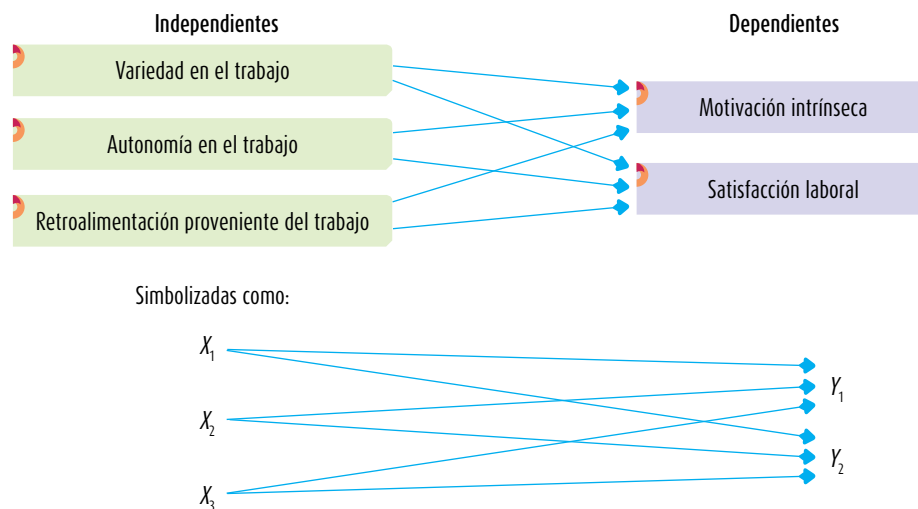 Independientes
Dependientes
Variedad en el trabajo
Motivación intrínseca
Autonomía en el trabajo
Satisfacción laboral
Retroalimentación proveniente del trabajo
Simbolizadas como:
X₁
Y₁
X₂
Y₂
X₃